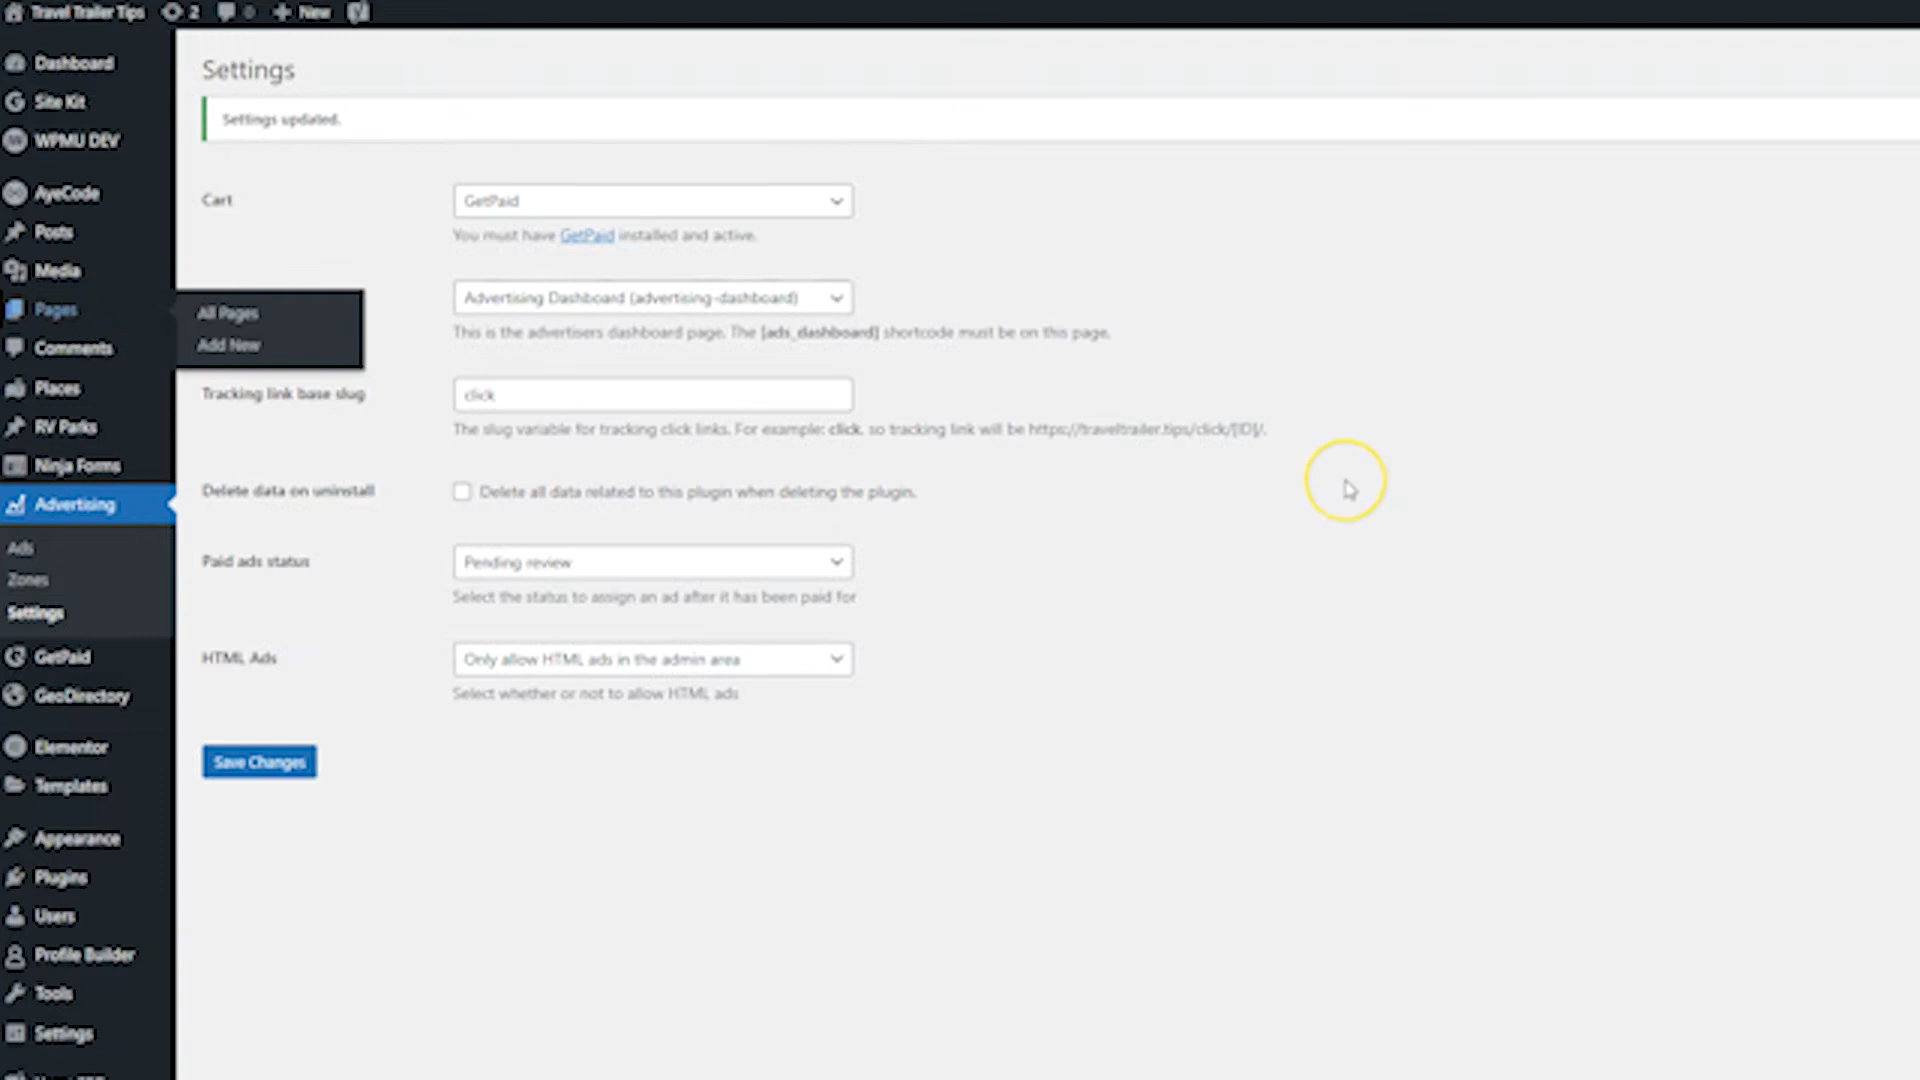 Travel Trailer Tips 2 0 New
Dashboard
Site Kit
WPMU DEV
AyeCode
Posts
Media
Pages
All Pages
Add New
Comments
Places
RV Parks
Ninja Forms
Advertising
Ads
Zones
Settings
GetPaid
GeoDirectory
Elementor
Templates
Appearance
Plugins
Users
Profile Builder
Tools
Settings
Settings
Settings updated.
Cart
GetPaid
You must have GetPaid installed and active.
Advertising Dashboard (advertising-dashboard)
This is the advertisers dashboard page. The [ads_dashboard] shortcode must be on this page.
Tracking link base slug
click
The slug variable for tracking click links. For example: click, so tracking link will be https://traveltrailer.tips/click/[ID]/.
Delete data on uninstall
Delete all data related to this plugin when deleting the plugin.
Paid ads status
Pending review
Select the status to assign an ad after it has been paid for
HTML Ads
Only allow HTML ads in the admin area
Select whether or not to allow HTML ads
Save Changes